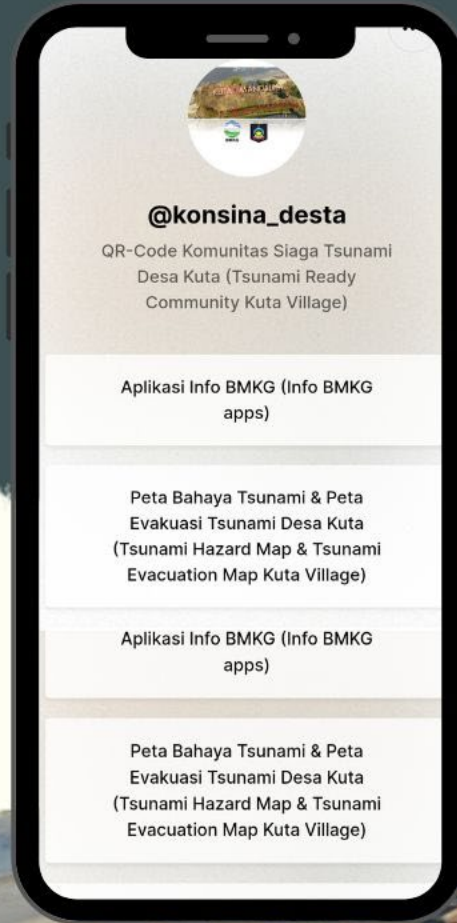 @konsina_desta
QR-Code Komunitas Siaga Tsunami
Desa Kuta (Tsunami Ready
Community Kuta Village)
Aplikasi Info BMKG (Info BMKG
apps)
Peta Bahaya Tsunami & Peta
Evakuasi Tsunami Desa Kuta
(Tsunami Hazard Map & Tsunami
Evacuation Map Kuta Village)
Aplikasi Info BMKG (Info BMKG
apps)
Peta Bahaya Tsunami & Peta
Evakuasi Tsunami Desa Kuta
(Tsunami Hazard Map & Tsunami
Evacuation Map Kuta Village)